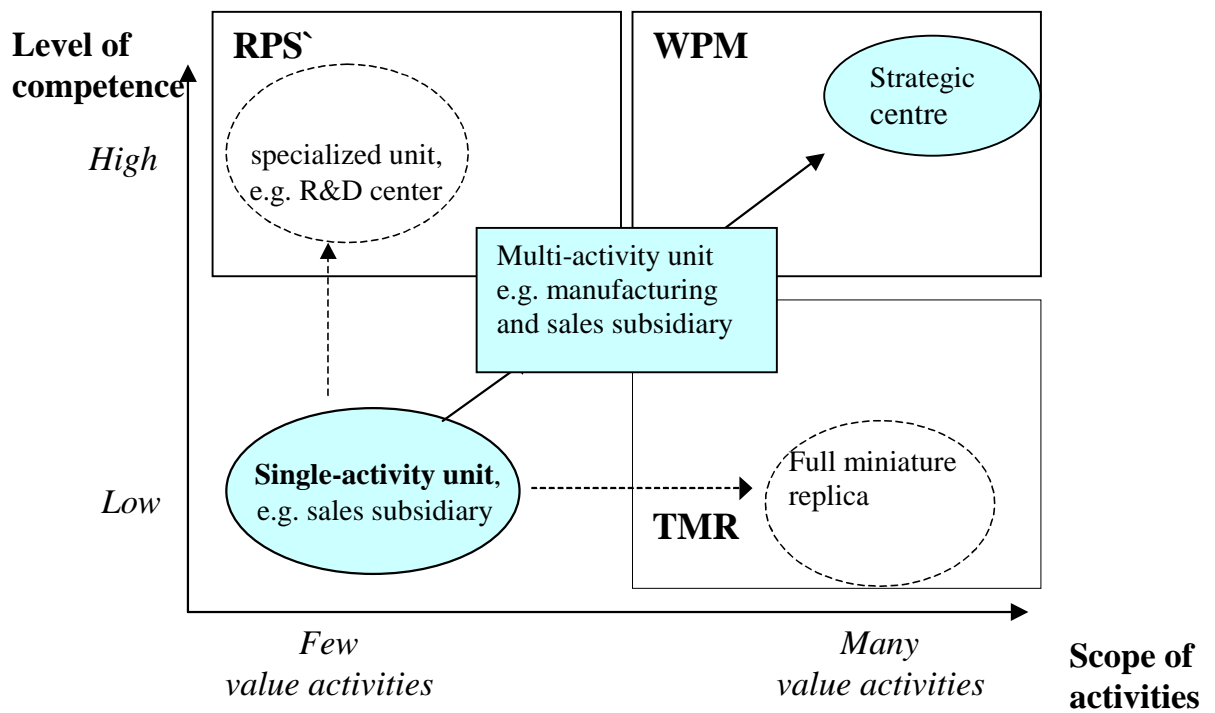 Level of
competence
RPS`
WPM
Strategic
centre
High
specialized unit,
e.g. R&D center
Multi-activity unit
e.g. manufacturing
and sales subsidiary
Single-activity unit,
e.g. sales subsidiary
Full miniature
replica
Low
TMR
Few
value activities
Many
value activities
Scope of
activities